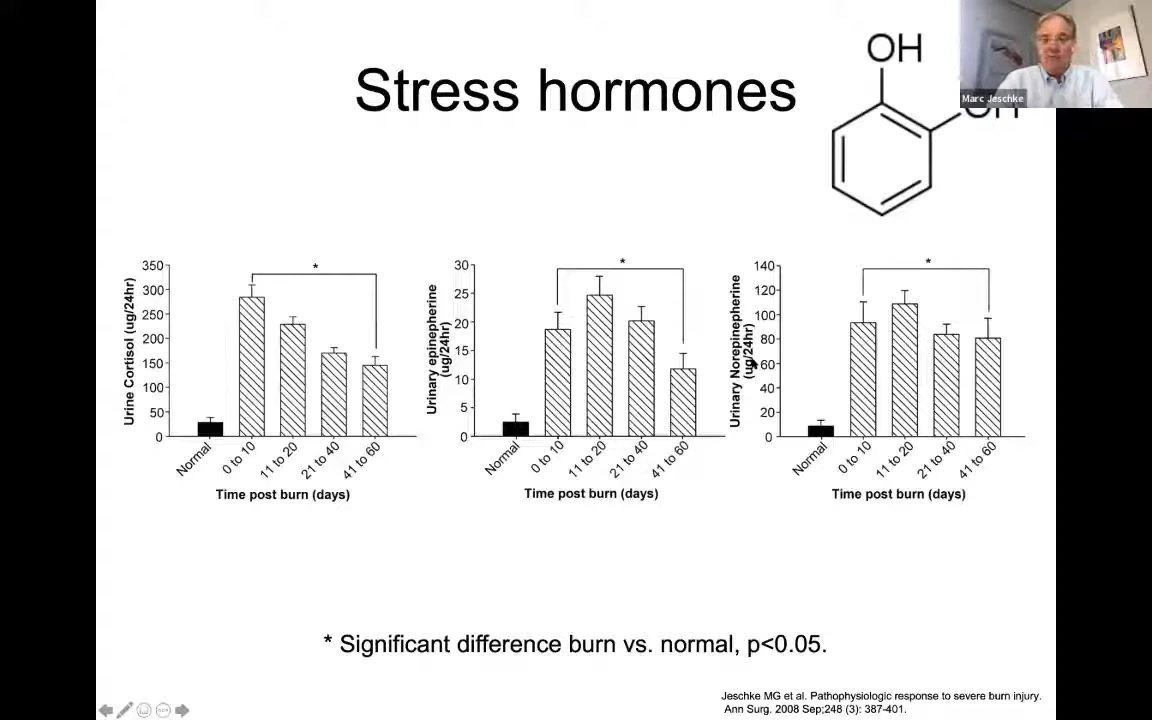 OH
Stress hormones
Marc Jeschke
OH
350
300
250
200
150
100
50
0
Urine Cortisol (ug/24hr)
*
Normal
0 to 10
11 to 20
21 to 40
41 to 60
Time post burn (days)
30
25
20
15
10
5
0
Urinary epinepherine
(ug/24hr)
*
Normal
0 to 10
11 to 20
21 to 40
41 to 60
Time post burn (days)
140
120
100
80
60
40
20
0
Urinary Norepinepherine
(ug/24hr)
*
Normal
0 to 10
11 to 20
21 to 40
41 to 60
Time post burn (days)
* Significant difference burn vs. normal, p<0.05.
Jeschke MG et al. Pathophysiologic response to severe burn injury.
Ann Surg. 2008 Sep;248 (3): 387-401.